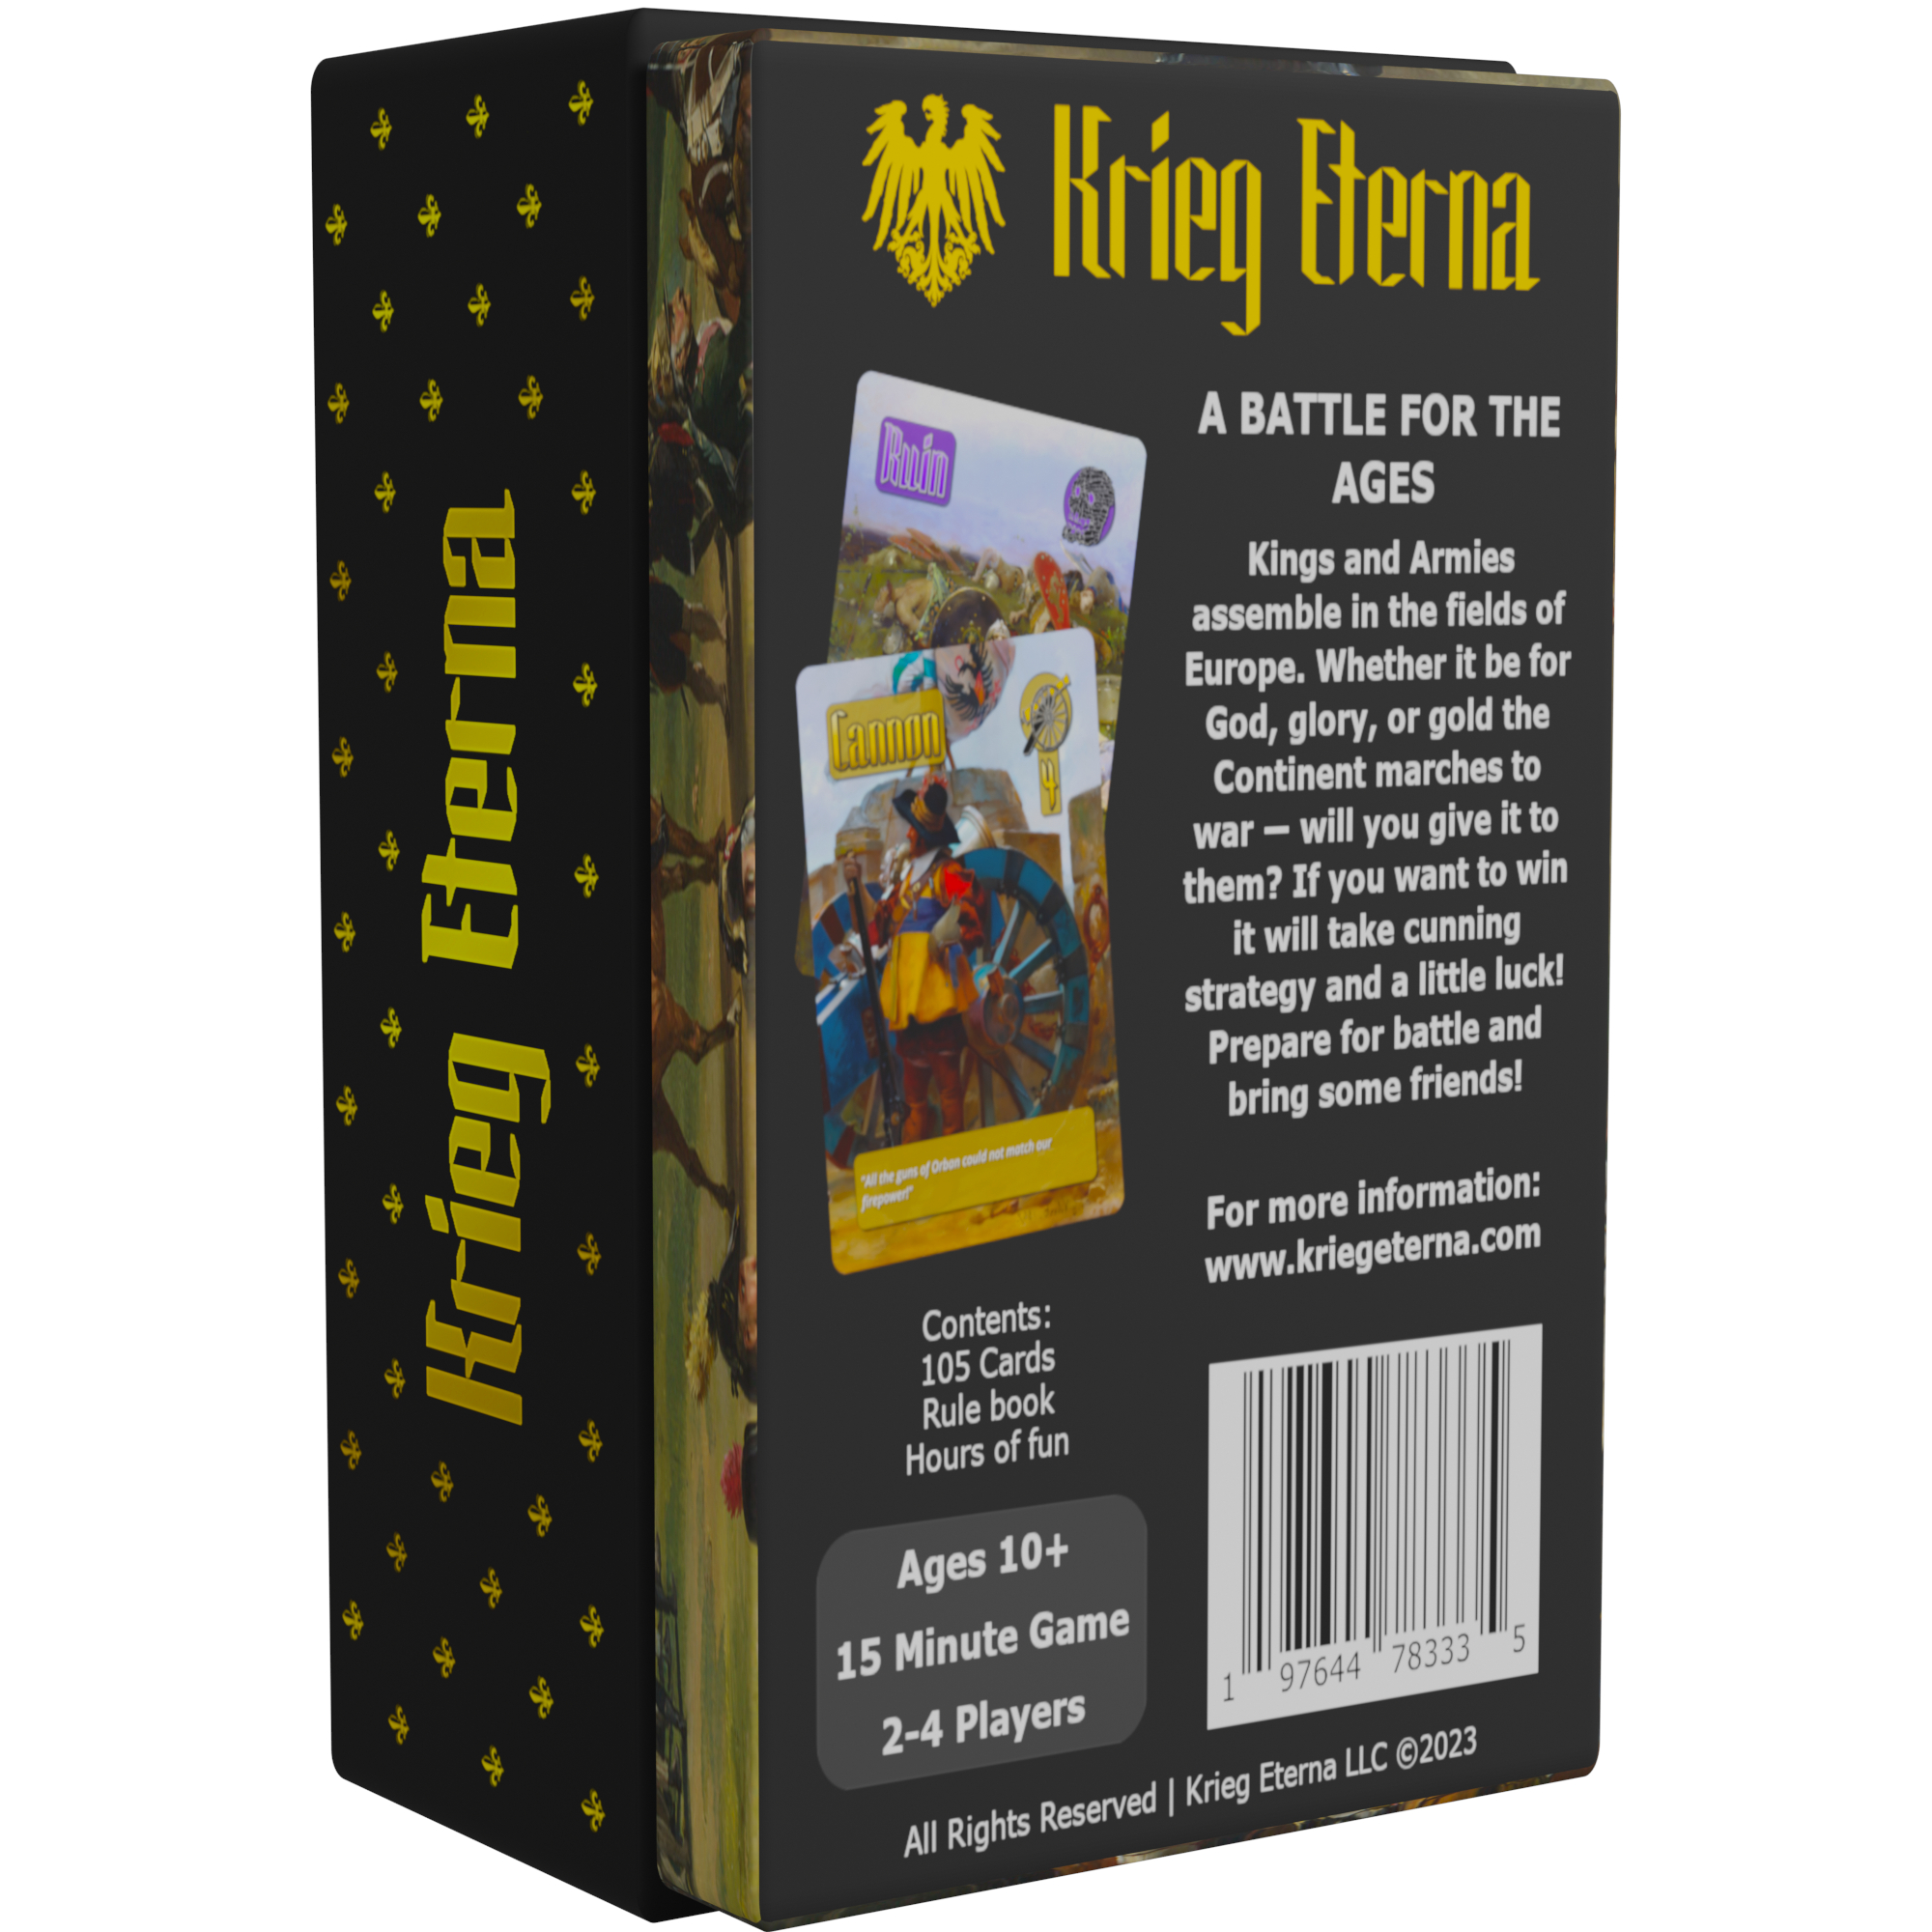 Krieg Eterna
Krieg Eterna
Ruin
Cannon
4
"All the guns of Orban could not match our
firepower!"
A BATTLE FOR THE
AGES
Kings and Armies
assemble in the fields of
Europe. Whether it be for
God, glory, or gold the
Continent marches to
war — will you give it to
them? If you want to win
it will take cunning
strategy and a little luck!
Prepare for battle and
bring some friends!
For more information:
www.kriegeterna.com
Contents:
105 Cards
Rule book
Hours of fun
Ages 10+
15 Minute Game
2-4 Players
1 97644 78333 5
All Rights Reserved | Krieg Eterna LLC ©2023